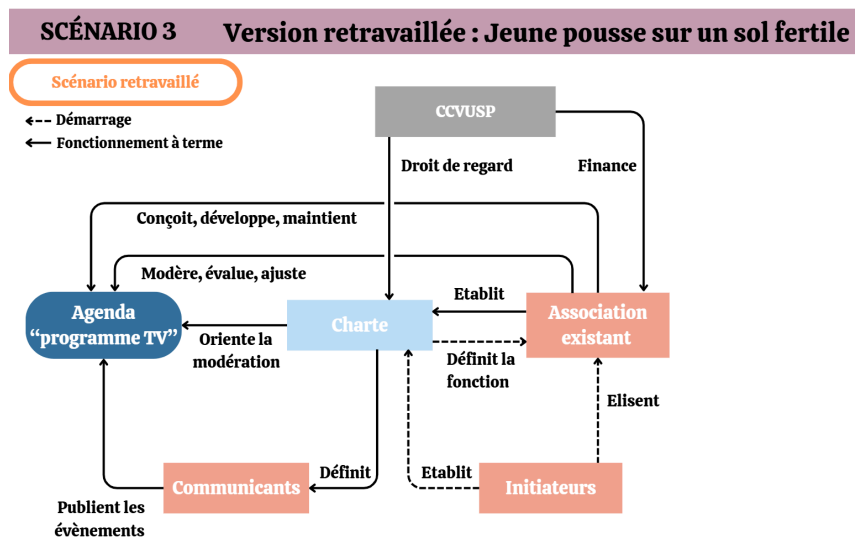 SCÉNARIO 3
Version retravaillée : Jeune pousse sur un sol fertile
Scénario retravaillé
Démarrage
Fonctionnement à terme
CCVUSP
Droit de regard
Finance
Conçoit, développe, maintient
Modère, évalue, ajuste
Agenda
“programme TV”
Oriente la
modération
Charte
Etablit
Association
existant
Définit la
fonction
Elisent
Communicants
Définit
Etablit
Initiateurs
Publient les
évènements